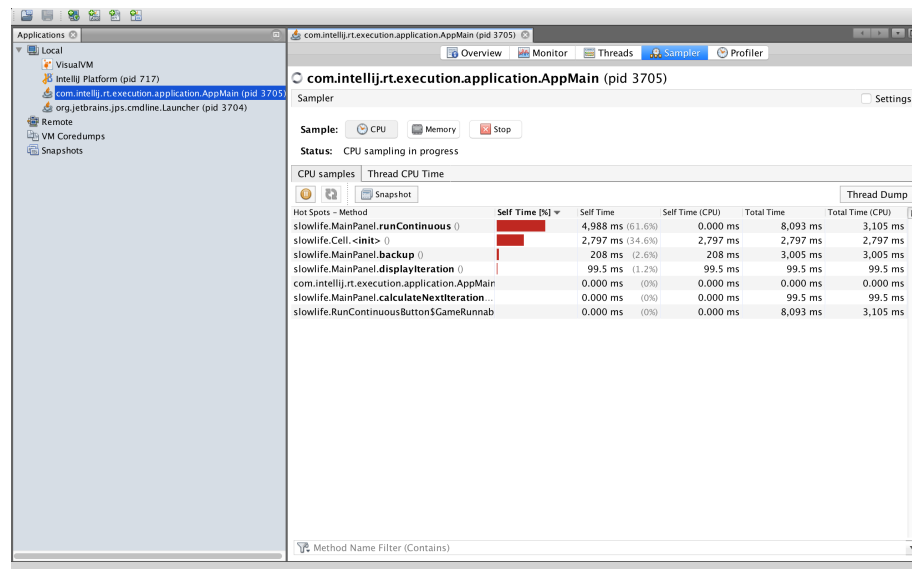 Applications
Local
VisualVM
IntelliJ Platform (pid 717)
com.intellij.rt.execution.application.AppMain (pid 3705)
org.jetbrains.jps.cmdline.Launcher (pid 3704)
Remote
VM Coredumps
Snapshots
com.intellij.rt.execution.application.AppMain (pid 3705)
Overview Monitor Threads Sampler Profiler
com.intellij.rt.execution.application.AppMain (pid 3705)
Sampler Settings
Sample: CPU Memory Stop
Status: CPU sampling in progress
CPU samples Thread CPU Time
Snapshot Thread Dump
Hot Spots – Method Self Time [%] Self Time Self Time (CPU) Total Time Total Time (CPU)
slowlife.MainPanel.runContinuous () 4,988 ms (61.6%) 0.000 ms 8,093 ms 3,105 ms
slowlife.Cell.<init> () 2,797 ms (34.6%) 2,797 ms 2,797 ms 2,797 ms
slowlife.MainPanel.backup () 208 ms (2.6%) 208 ms 3,005 ms 3,005 ms
slowlife.MainPanel.displayIteration () 99.5 ms (1.2%) 99.5 ms 99.5 ms 99.5 ms
com.intellij.rt.execution.application.AppMain 0.000 ms (0%) 0.000 ms 0.000 ms 0.000 ms
slowlife.MainPanel.calculateNextIteration... 0.000 ms (0%) 0.000 ms 99.5 ms 99.5 ms
slowlife.RunContinuousButton$GameRunnab 0.000 ms (0%) 0.000 ms 8,093 ms 3,105 ms
Method Name Filter (Contains)